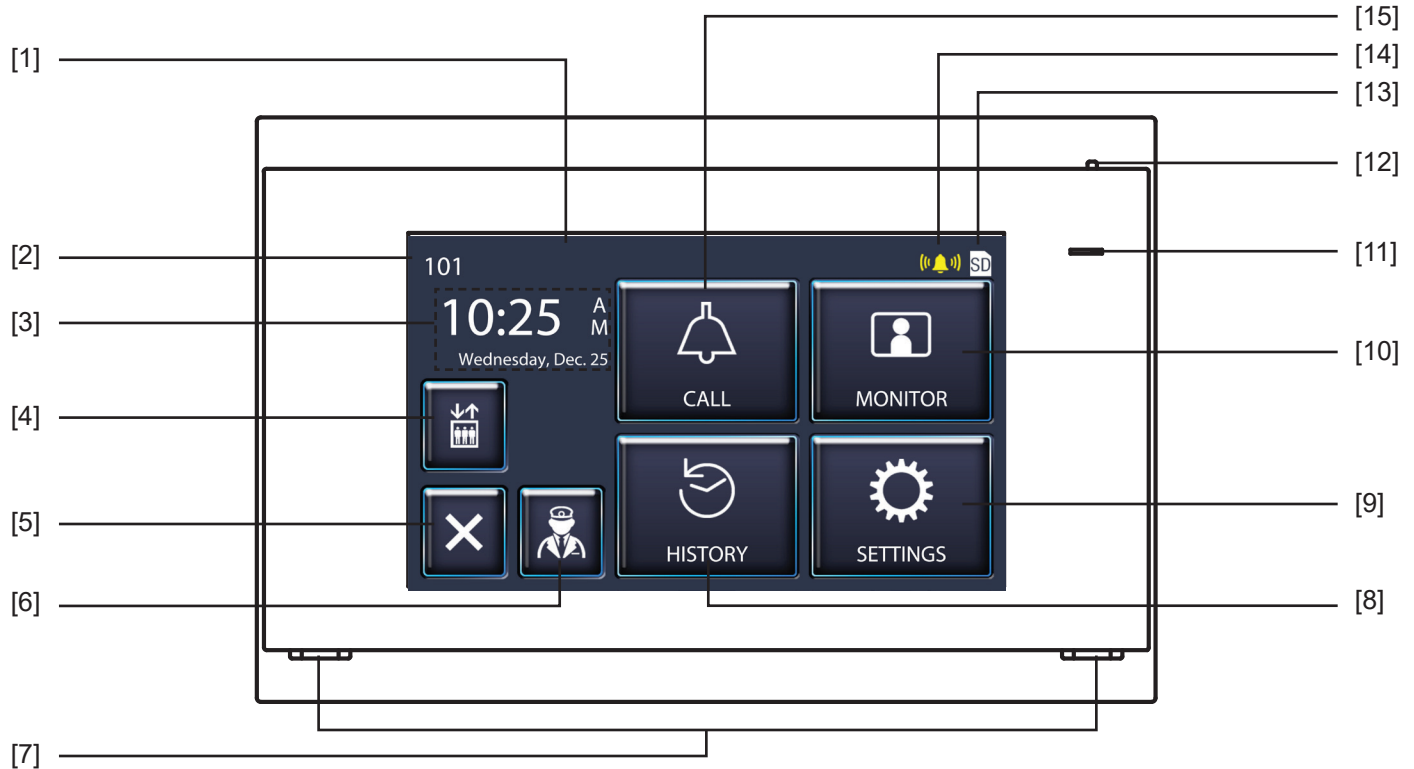 [15]
[1]
[14]
[13]
[12]
[2]
101
SD
[11]
[3]
10:25 AM
Wednesday, Dec. 25
[10]
CALL
MONITOR
[4]
[5]
[9]
HISTORY
SETTINGS
[6]
[8]
[7]